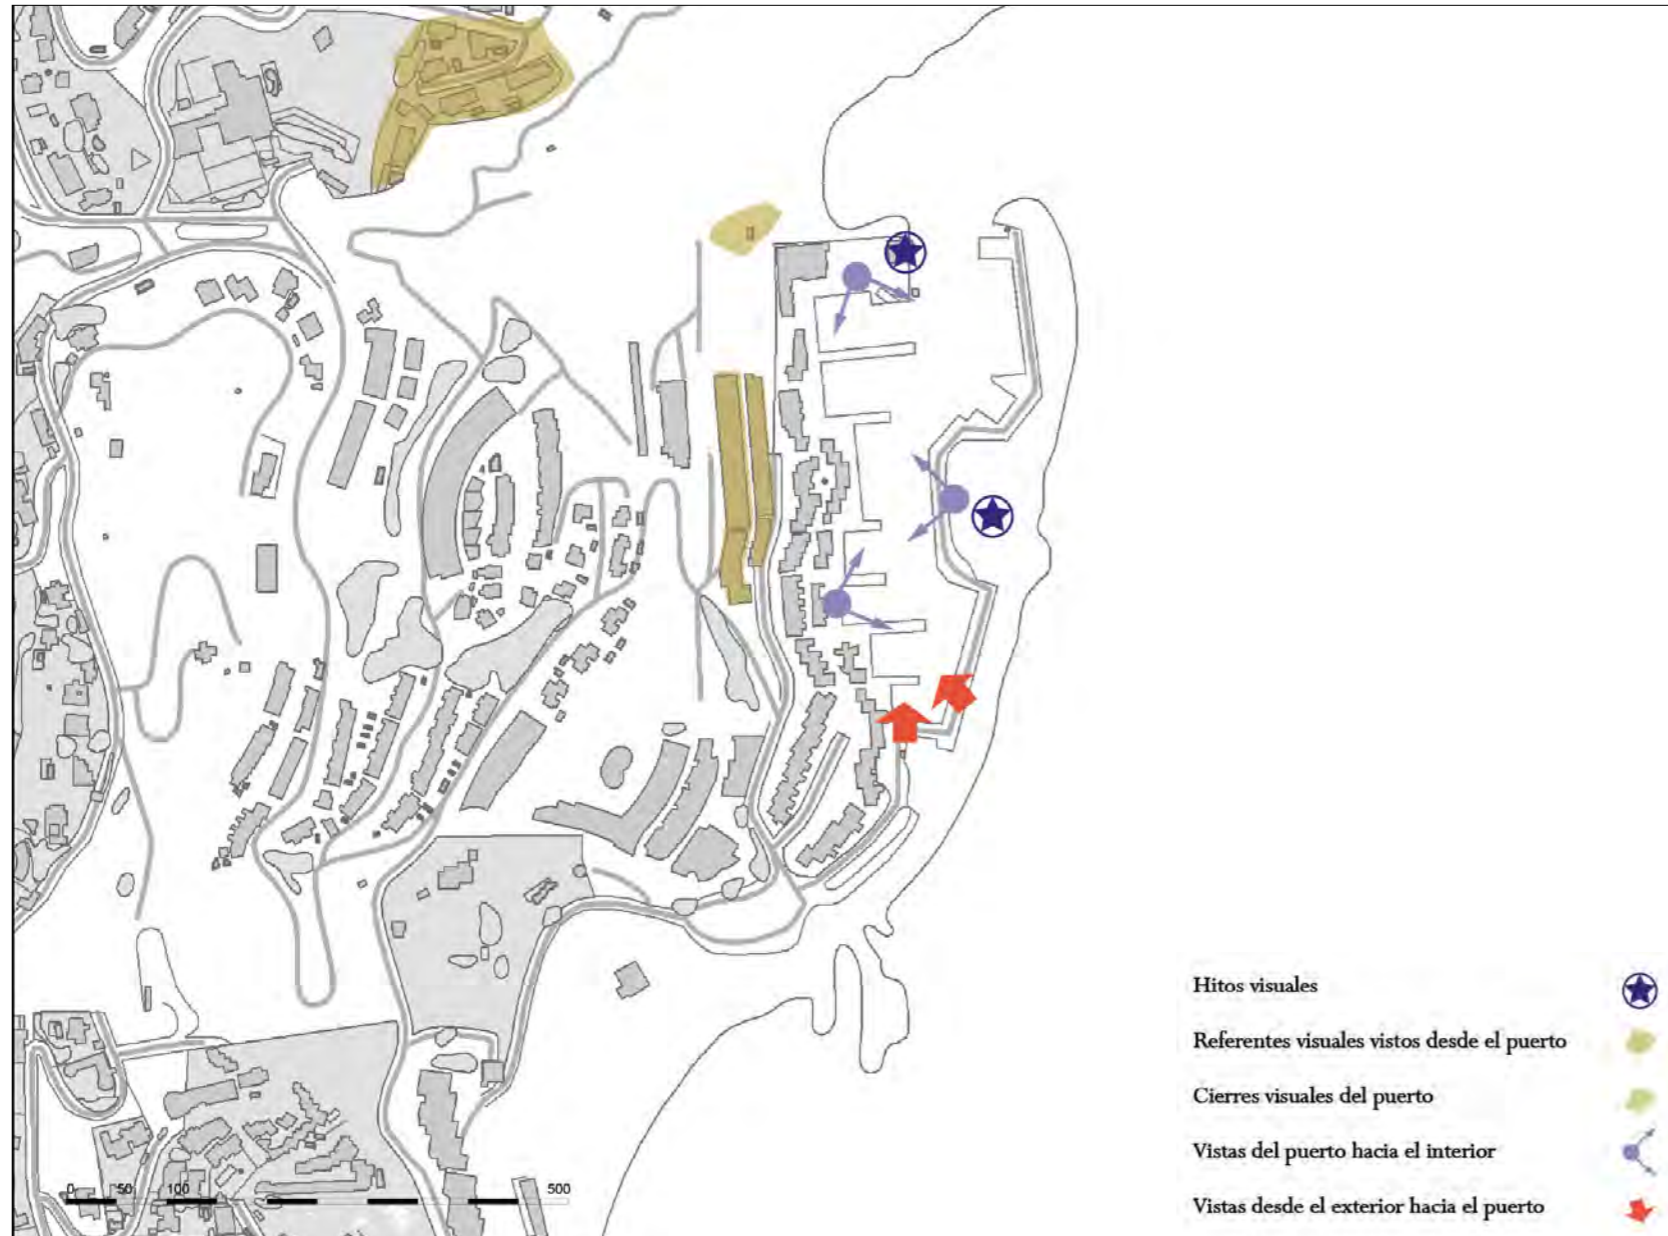 Hitos visuales
Referentes visuales vistos desde el puerto
Cierres visuales del puerto
Vistas del puerto hacia el interior
Vistas desde el exterior hacia el puerto
0 50 100 500